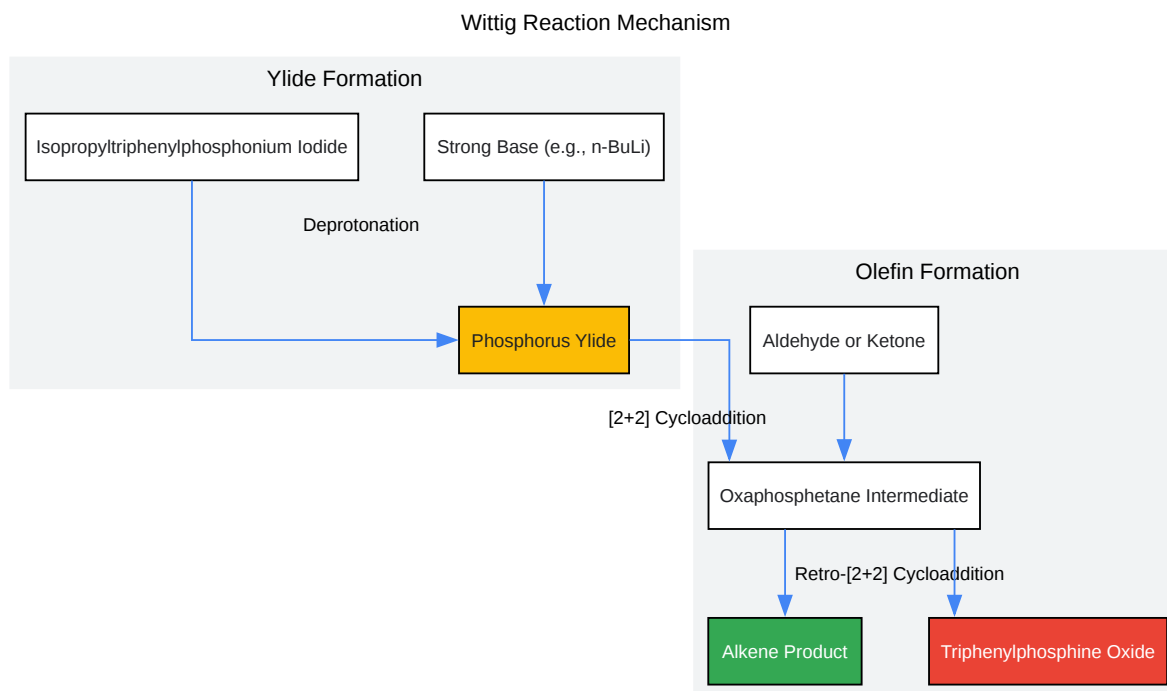 Wittig Reaction Mechanism
Ylide Formation
Isopropyltriphenylphosphonium Iodide
Strong Base (e.g., n-BuLi)
Deprotonation
Phosphorus Ylide
Olefin Formation
Aldehyde or Ketone
[2+2] Cycloaddition
Oxaphosphetane Intermediate
Retro-[2+2] Cycloaddition
Alkene Product
Triphenylphosphine Oxide